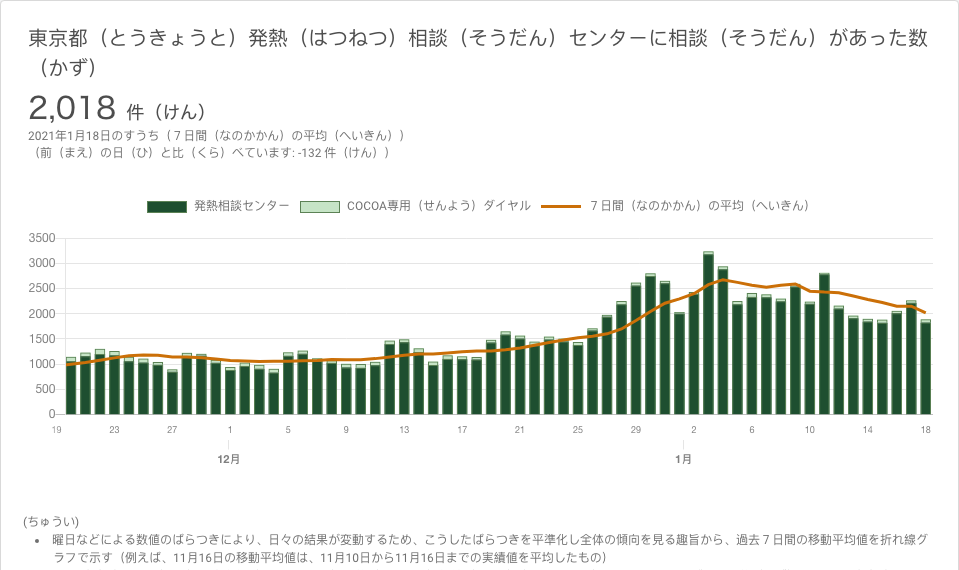 東京都（とうきょうと）発熱（はつねつ）相談（そうだん）センターに相談（そうだん）があった数
（かず）
2,018 件（けん）
2021年1月18日のすうち（７日間（なのかかん）の平均（へいきん））
（前（まえ）の日（ひ）と比（くら）べています: -132 件（けん））
発熱相談センター COCOA専用（せんよう）ダイヤル ７日間（なのかかん）の平均（へいきん）
3500
3000
2500
2000
1500
1000
500
0
19 23 27 1 5 9 13 17 21 25 29 2 6 10 14 18
12月 1月
(ちゅうい)
• 曜日などによる数値のばらつきにより、日々の結果が変動するため、こうしたばらつきを平準化し全体の傾向を見る趣旨から、過去７日間の移動平均値を折れ線グ
ラフで示す（例えば、11月16日の移動平均値は、11月10日から11月16日までの実績値を平均したもの）